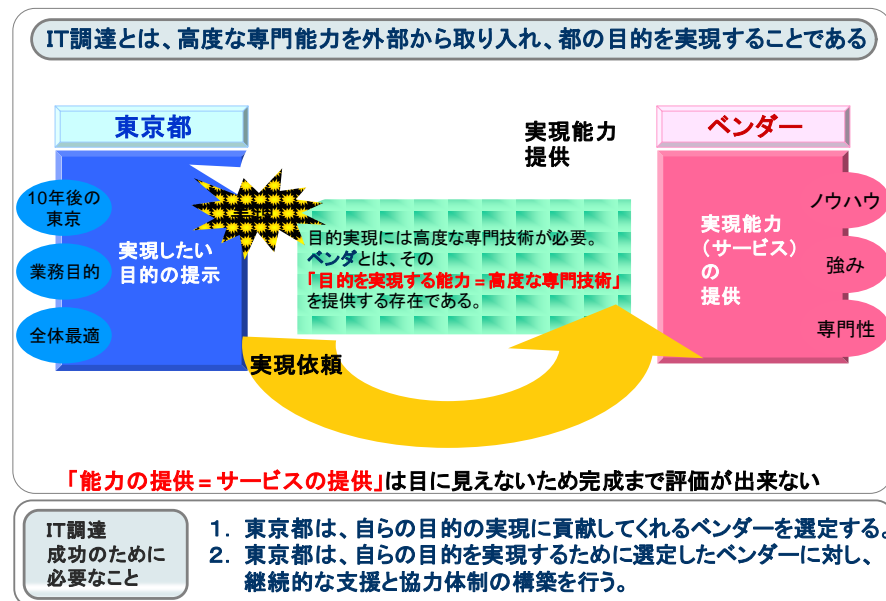 IT調達とは、高度な専門能力を外部から取り入れ、都の目的を実現することである
東京都
10年後の
東京
業務目的
全体最適
実現したい
目的の提示
実現能力
提供
ベンダー
実現能力
(サービス)
の
提供
ノウハウ
強み
専門性
目的実現には高度な専門技術が必要。
ベンダとは、その
「目的を実現する能力=高度な専門技術」
を提供する存在である。
実現依頼
「能力の提供=サービスの提供」は目に見えないため完成まで評価が出来ない
IT調達
成功のために
必要なこと
1. 東京都は、自らの目的の実現に貢献してくれるベンダーを選定する。
2. 東京都は、自らの目的を実現するために選定したベンダーに対し、
継続的な支援と協力体制の構築を行う。